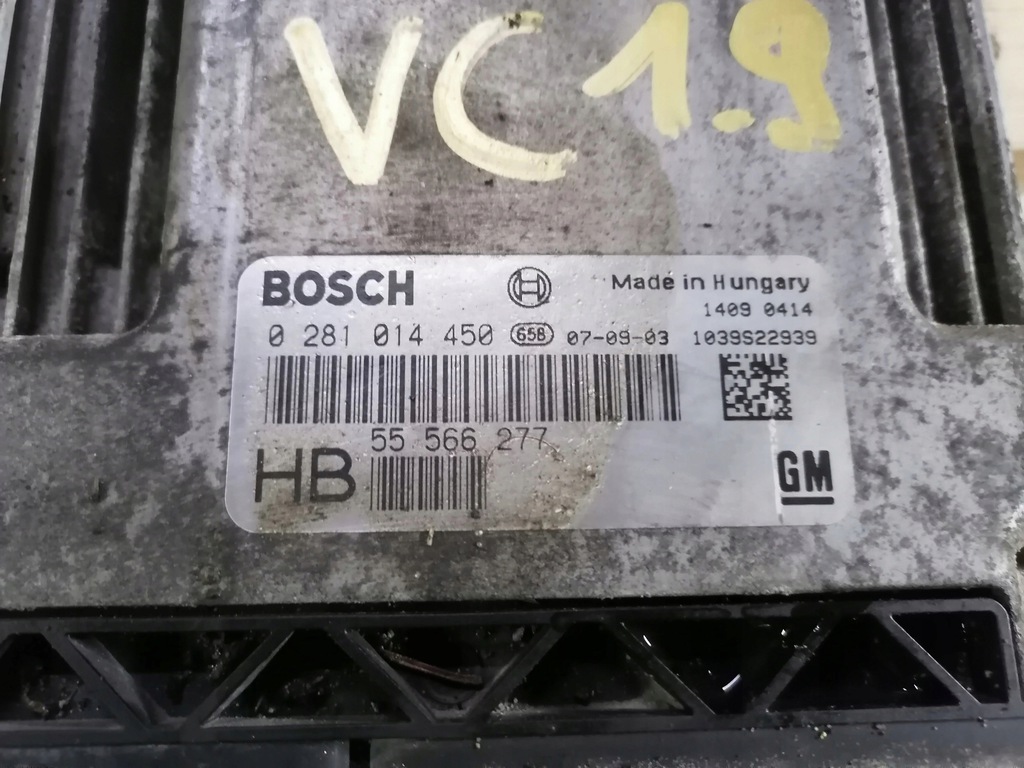 VC 1.9
BOSCH Made in Hungary
1409 0414
0 281 014 450 658 07-09-03 1039S22939
55 566 277
HB
GM